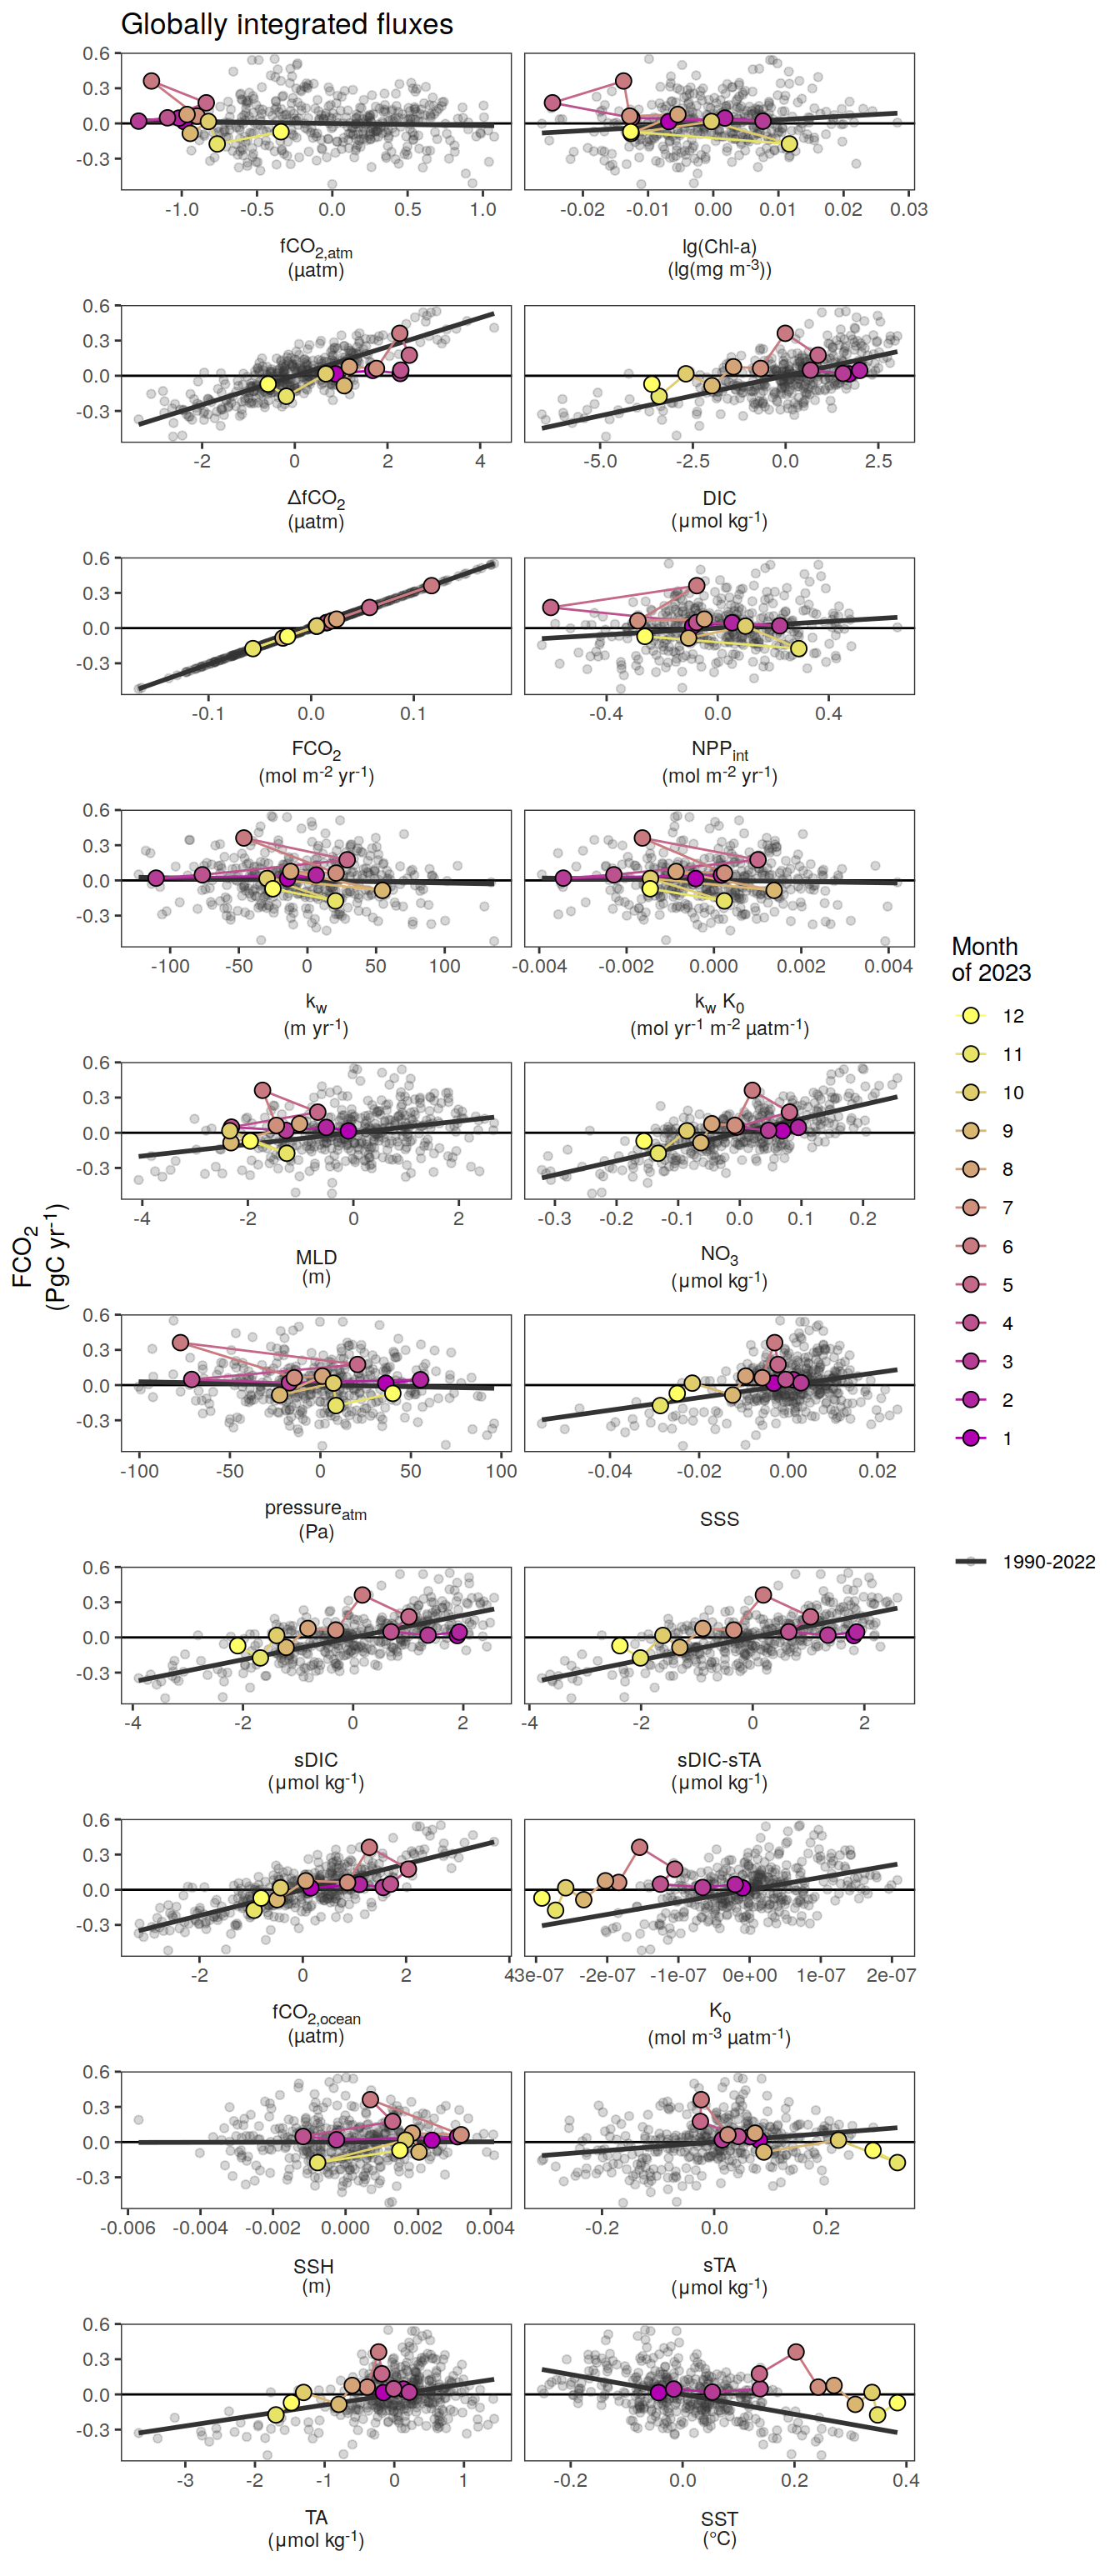 Globally integrated fluxes
0.6
0.3
0.0
-0.3
-1.0 -0.5 0.0 0.5 1.0
-0.02 -0.01 0.00 0.01 0.02 0.03
fCO2,atm
(µatm)
lg(Chl-a)
(lg(mg m-3))
0.6
0.3
0.0
-0.3
-2 0 2 4
-5.0 -2.5 0.0 2.5
ΔfCO2
(µatm)
DIC
(µmol kg-1)
0.6
0.3
0.0
-0.3
-0.1 0.0 0.1
-0.4 0.0 0.4
FCO2
(mol m-2 yr-1)
NPPint
(mol m-2 yr-1)
0.6
0.3
0.0
-0.3
-100 -50 0 50 100
-0.004 -0.002 0.000 0.002 0.004
kw
(m yr-1)
kw K0
(mol yr-1 m-2 µatm-1)
0.6
0.3
0.0
-0.3
-4 -2 0 2
-0.3 -0.2 -0.1 0.0 0.1 0.2
MLD
(m)
NO3
(µmol kg-1)
FCO2
(PgC yr-1)
0.6
0.3
0.0
-0.3
-100 -50 0 50 100
-0.04 -0.02 0.00 0.02
pressureatm
(Pa)
SSS
0.6
0.3
0.0
-0.3
-4 -2 0 2
-4 -2 0 2
sDIC
(µmol kg-1)
sDIC-sTA
(µmol kg-1)
0.6
0.3
0.0
-0.3
-2 0 2
-2e-07 -1e-07 0e+00 1e-07 2e-07
fCO2,ocean
(µatm)
K0
(mol m-3 µatm-1)
0.6
0.3
0.0
-0.3
-0.006 -0.004 -0.002 0.000 0.002 0.004
-0.2 0.0 0.2
SSH
(m)
sTA
(µmol kg-1)
0.6
0.3
0.0
-0.3
-3 -2 -1 0 1
-0.2 0.0 0.2 0.4
TA
(µmol kg-1)
SST
(°C)
Month
of 2023
12
11
10
9
8
7
6
5
4
3
2
1
1990-2022